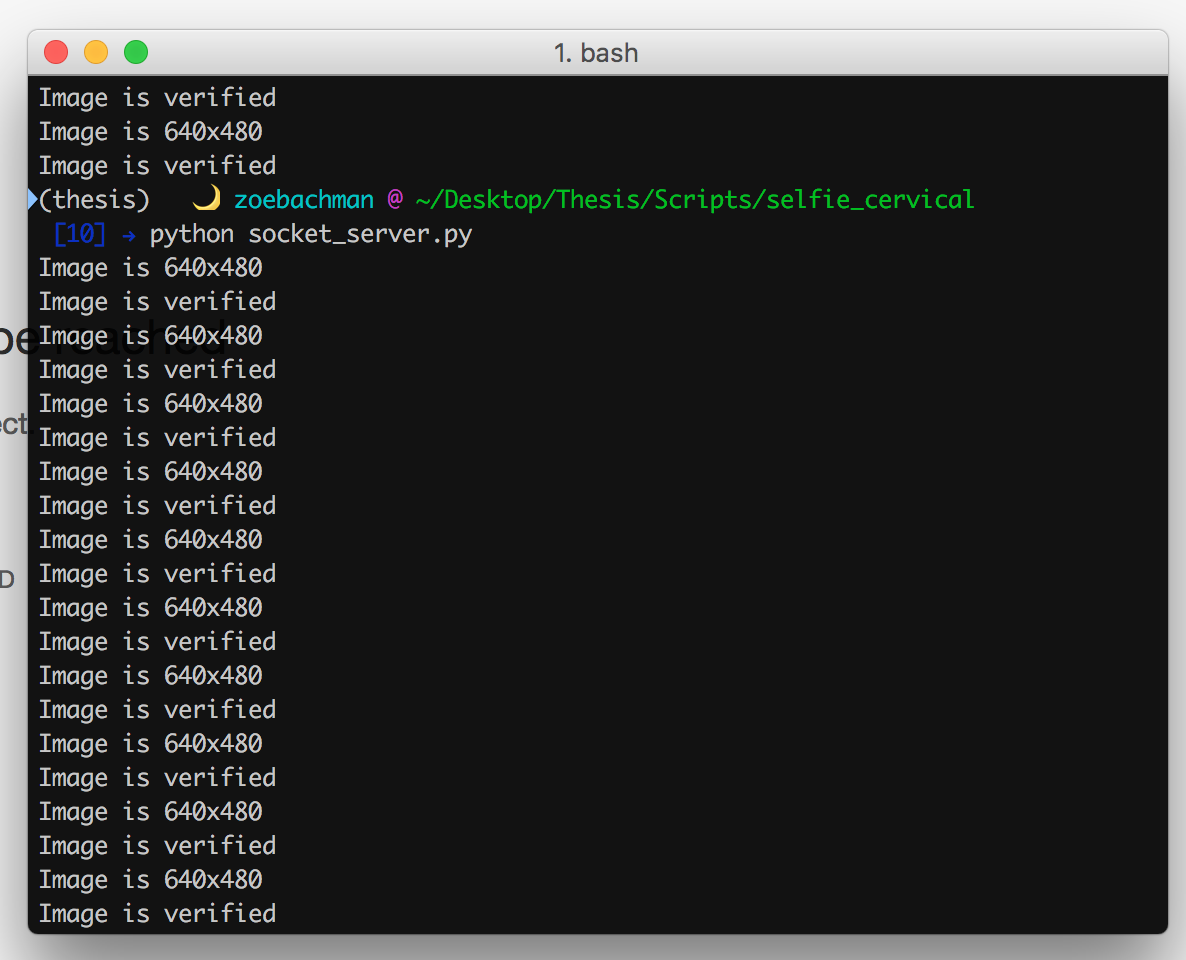 1. bash
Image is verified
Image is 640x480
Image is verified
(thesis) 🌙 zoebachman @ ~/Desktop/Thesis/Scripts/selfie_cervical
[10] → python socket_server.py
Image is 640x480
Image is verified
be reached
Image is 640x480
Image is verified
Image is 640x480
ect.
Image is verified
Image is 640x480
Image is verified
Image is 640x480
Image is verified
D
Image is 640x480
Image is verified
Image is 640x480
Image is verified
Image is 640x480
Image is verified
Image is 640x480
Image is verified
Image is 640x480
Image is verified